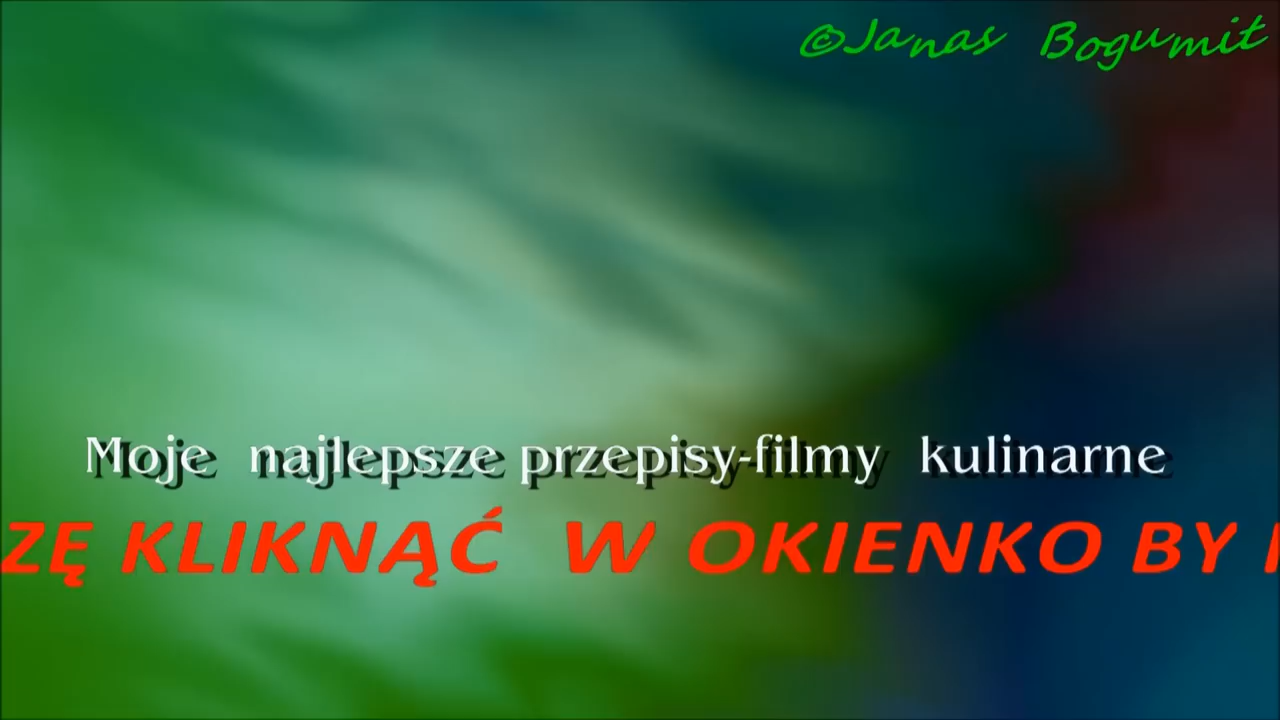 ©Janas Bogumit
Moje najlepsze przepisy-filmy kulinarne
ZĘ KLIKNĄĆ W OKIENKO BY